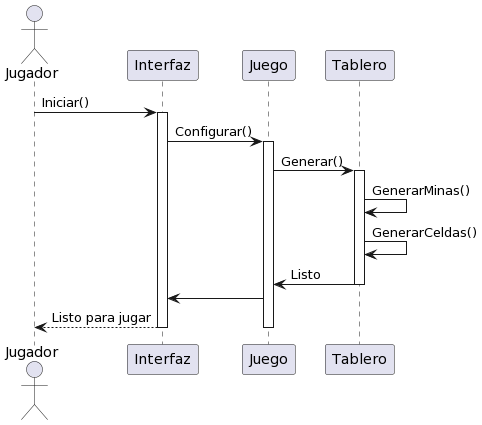 Jugador
Interfaz
Juego
Tablero
Iniciar()
Configurar()
Generar()
GenerarMinas()
GenerarCeldas()
Listo
Listo para jugar
Jugador
Interfaz
Juego
Tablero